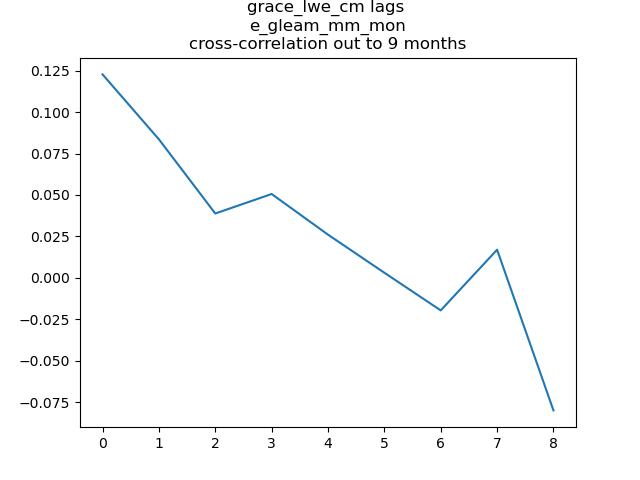 grace_lwe_cm lags
e_gleam_mm_mon
cross-correlation out to 9 months
0.125
0.100
0.075
0.050
0.025
0.000
−0.025
−0.050
−0.075
0 1 2 3 4 5 6 7 8